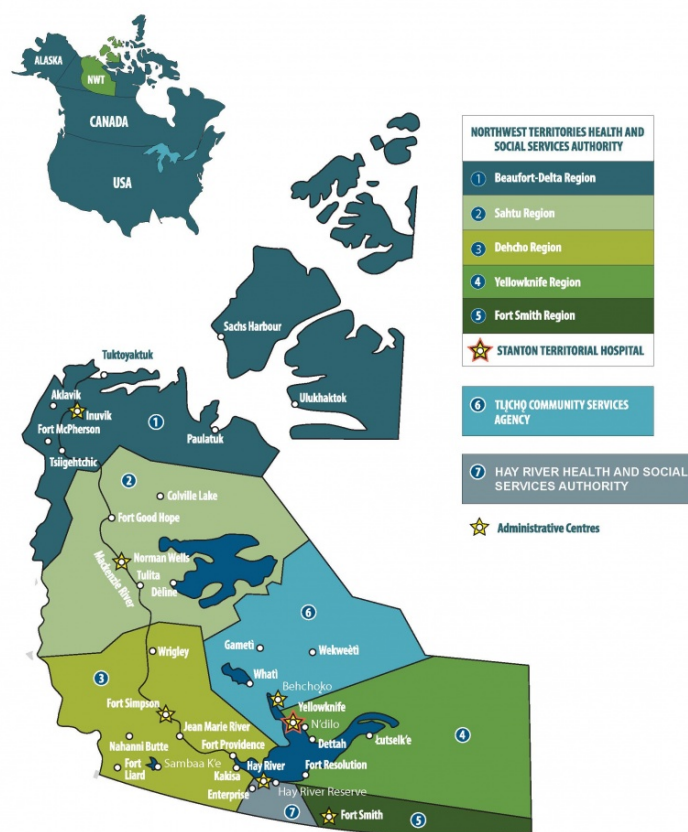 ALASKA
NWT
CANADA
USA
NORTHWEST TERRITORIES HEALTH AND
SOCIAL SERVICES AUTHORITY
1 Beaufort-Delta Region
2 Sahtu Region
3 Dehcho Region
4 Yellowknife Region
5 Fort Smith Region
STANTON TERRITORIAL HOSPITAL
6 TŁĮCHǪ COMMUNITY SERVICES
AGENCY
7 HAY RIVER HEALTH AND SOCIAL
SERVICES AUTHORITY
Administrative Centres
Sachs Harbour
Ulukhaktok
Tuktoyaktuk
Aklavik
Inuvik
Fort McPherson
1
Paulatuk
Tsiigehtchic
2
Colville Lake
Fort Good Hope
Mackenzie River
Norman Wells
Tulita
Déline
6
Gametì
Wekweètì
Wrigley
Whatì
3
Behchoko
Fort Simpson
Yellowknife
N'dilo
Jean Marie River
Dettah
Łutselk'e
4
Nahanni Butte
Fort Providence
Fort
Liard
Sambaa K'e
Hay River
Fort Resolution
Kakisa
Enterprise
Hay River Reserve
7
Fort Smith
5